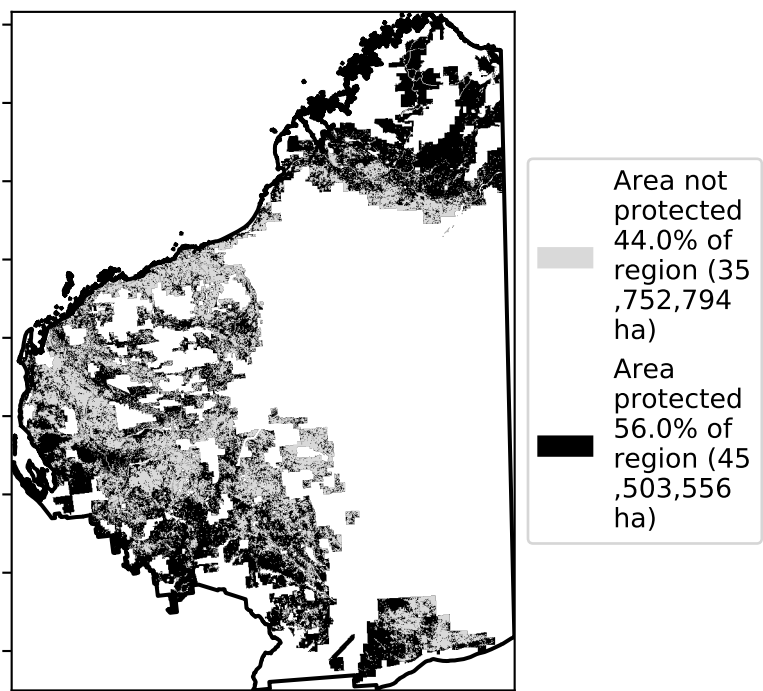 Area not
protected
44.0% of
region (35
,752,794
ha)
Area
protected
56.0% of
region (45
,503,556
ha)